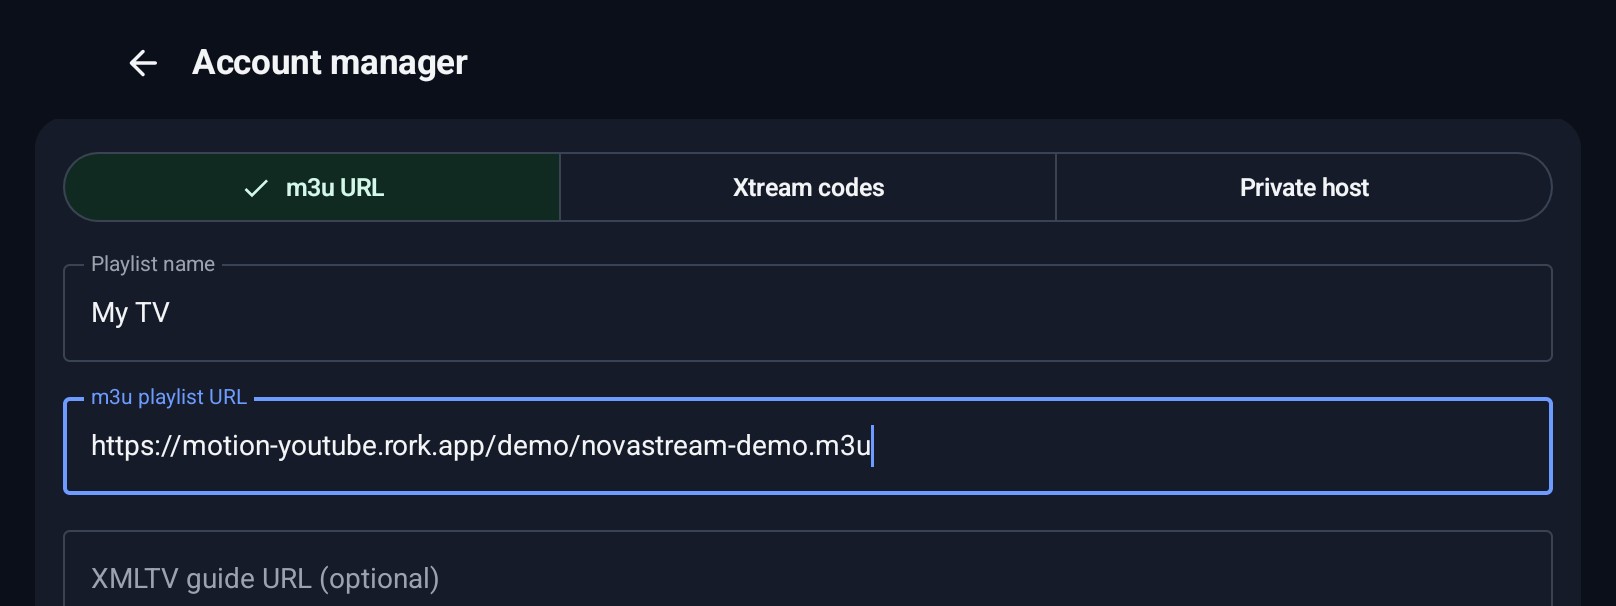 Account manager
m3u URL
Xtream codes
Private host
Playlist name
My TV
m3u playlist URL
https://motion-youtube.rork.app/demo/novastream-demo.m3u
XMLTV guide URL (optional)